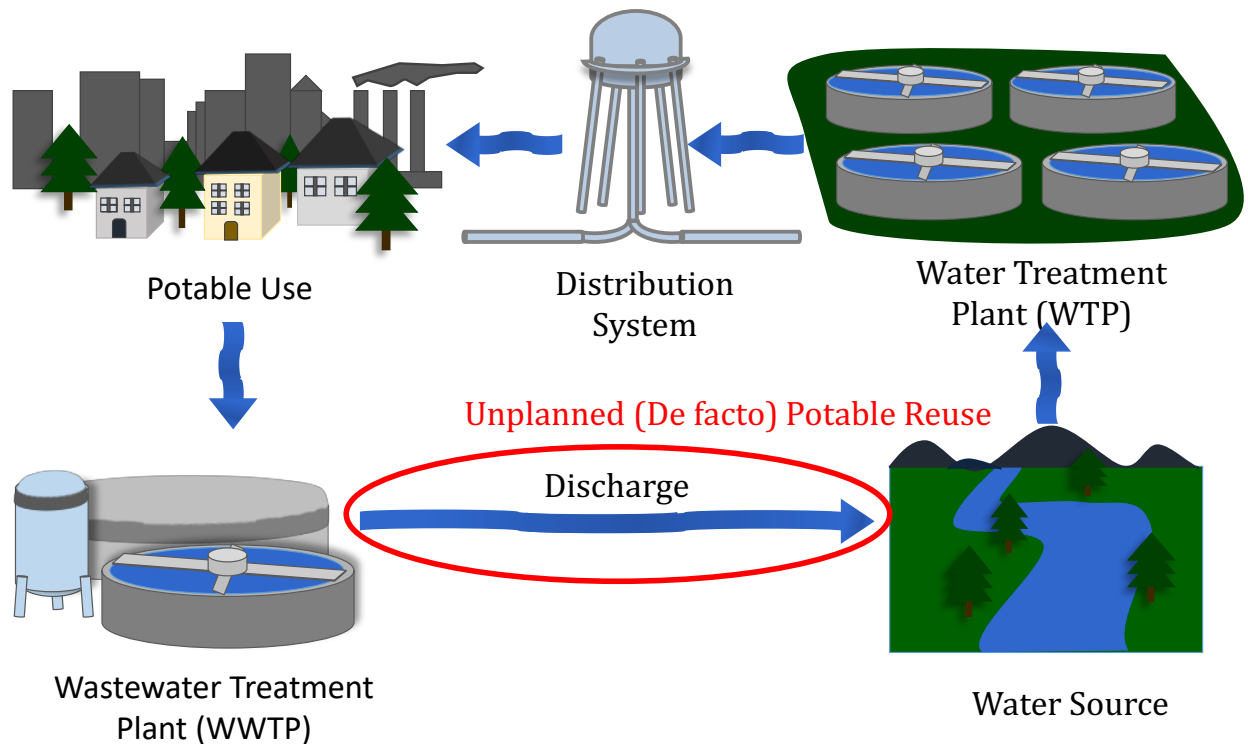 Potable Use
Distribution
System
Water Treatment
Plant (WTP)
Unplanned (De facto) Potable Reuse
Discharge
Wastewater Treatment
Plant (WWTP)
Water Source